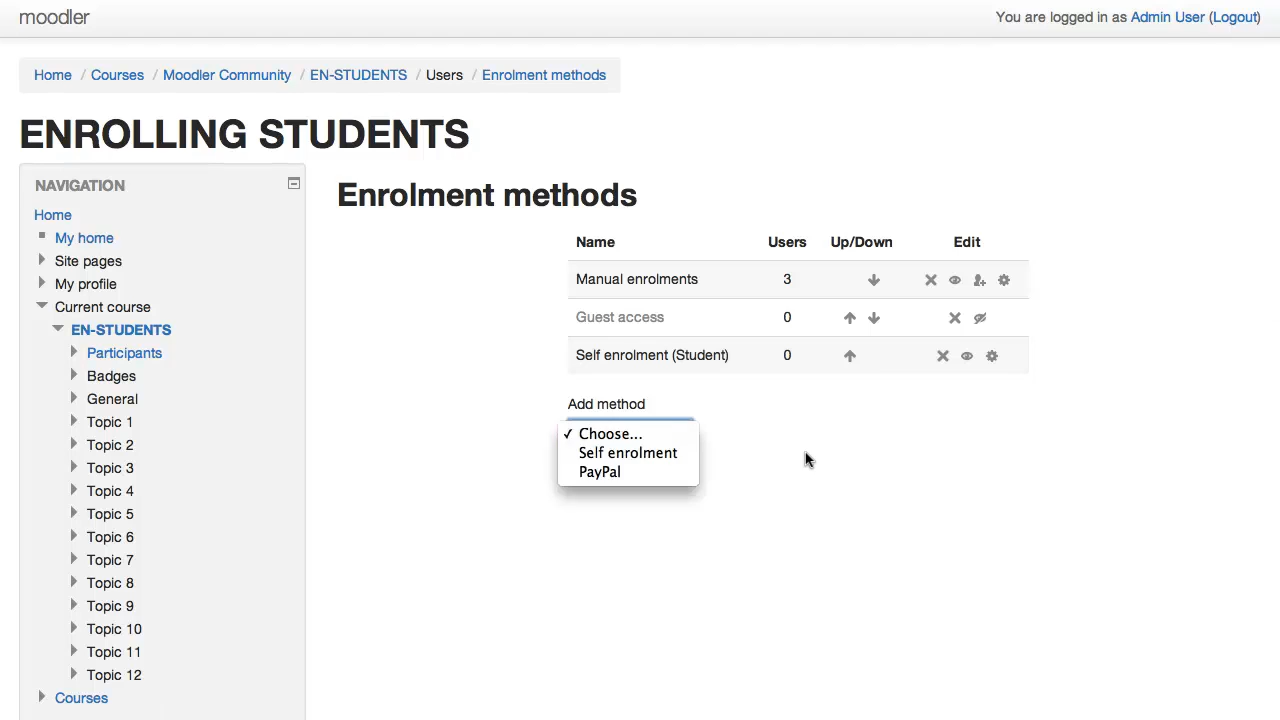 moodler
You are logged in as Admin User (Logout)
Home / Courses / Moodler Community / EN-STUDENTS / Users / Enrolment methods
ENROLLING STUDENTS
NAVIGATION
Home
My home
Site pages
My profile
Current course
EN-STUDENTS
Participants
Badges
General
Topic 1
Topic 2
Topic 3
Topic 4
Topic 5
Topic 6
Topic 7
Topic 8
Topic 9
Topic 10
Topic 11
Topic 12
Courses
Enrolment methods
Name Users Up/Down Edit
Manual enrolments 3
Guest access 0
Self enrolment (Student) 0
Add method
✓ Choose...
Self enrolment
PayPal